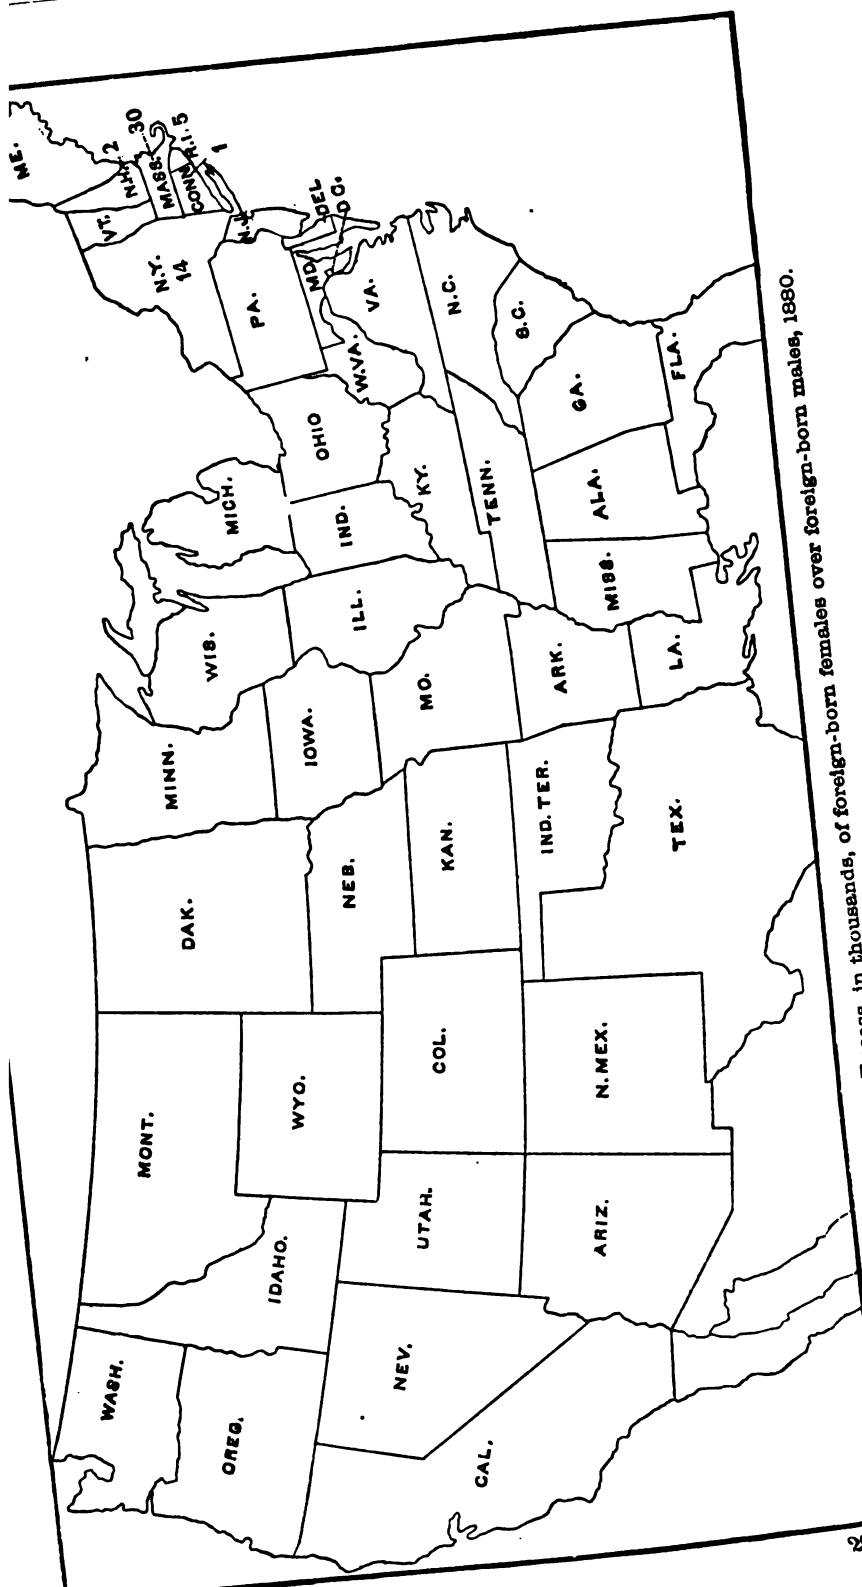 WASH.
MONT.
DAK.
MINN.
WIS.
MICH.
N.Y.
14
VT.
N.H. 2
ME.
MASS. 30
CONN.
R.I. 5
1
OREG.
IDAHO.
WYO.
NEB.
IOWA.
ILL.
IND.
OHIO
PA.
N.J.
MD.
DEL
D.C.
NEV.
UTAH.
COL.
KAN.
MO.
KY.
W.VA.
VA.
CAL.
ARIZ.
N.MEX.
IND. TER.
ARK.
TENN.
N.C.
TEX.
LA.
MISS.
ALA.
GA.
S.C.
FLA.
in thousands, of foreign-born females over foreign-born males, 1880.